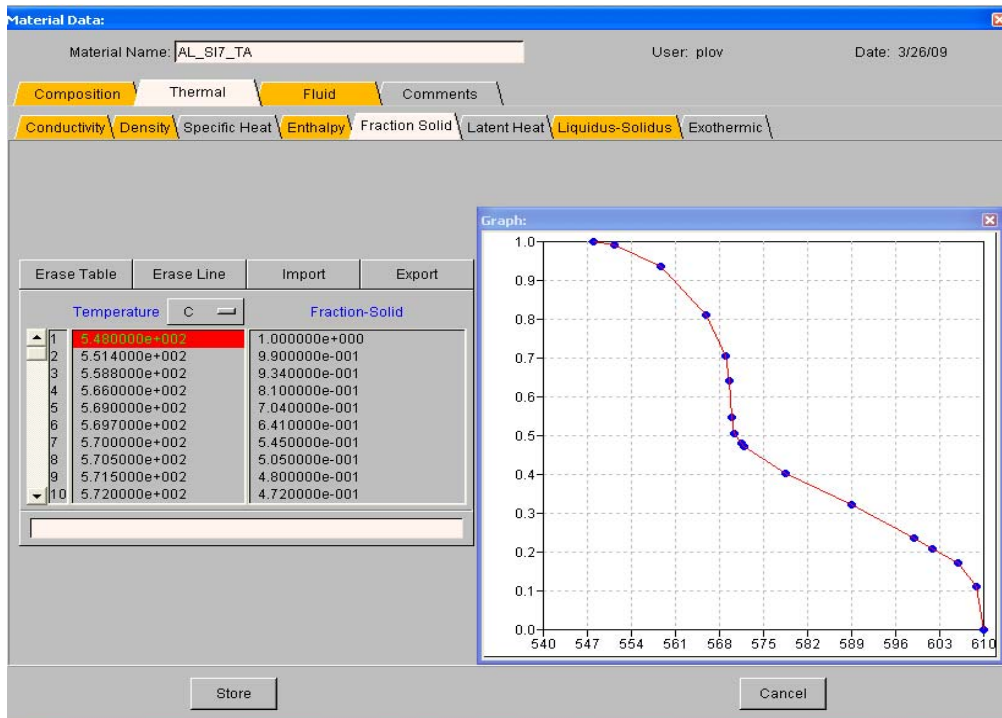 Material Data:
Material Name: AL_SI7_TA User: plov Date: 3/26/09
Composition Thermal Fluid Comments
Conductivity Density Specific Heat Enthalpy Fraction Solid Latent Heat Liquidus-Solidus Exothermic
Erase Table Erase Line Import Export
Temperature C Fraction-Solid
1 5.480000e+002 1.000000e+000
2 5.514000e+002 9.900000e-001
3 5.588000e+002 9.340000e-001
4 5.660000e+002 8.100000e-001
5 5.690000e+002 7.040000e-001
6 5.697000e+002 6.410000e-001
7 5.700000e+002 5.450000e-001
8 5.705000e+002 5.050000e-001
9 5.715000e+002 4.800000e-001
10 5.720000e+002 4.720000e-001
Graph:
1.0
0.9
0.8
0.7
0.6
0.5
0.4
0.3
0.2
0.1
0.0
540 547 554 561 568 575 582 589 596 603 610
Store Cancel